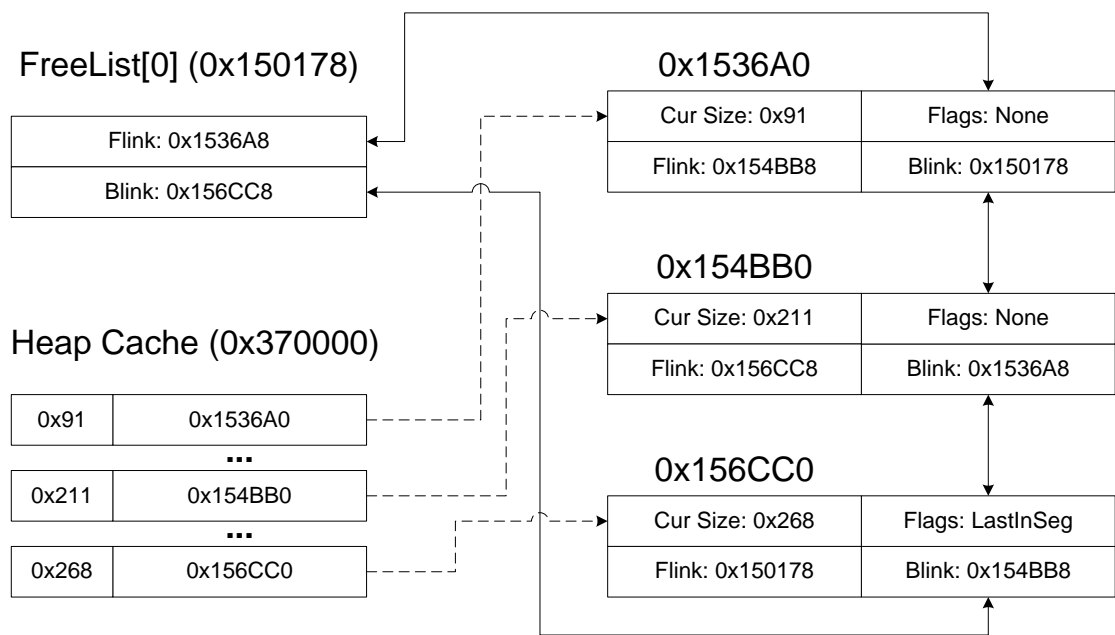 FreeList[0] (0x150178)
Flink: 0x1536A8
Blink: 0x156CC8
Heap Cache (0x370000)
0x91 0x1536A0
...
0x211 0x154BB0
...
0x268 0x156CC0
0x1536A0
Cur Size: 0x91 Flags: None
Flink: 0x154BB8 Blink: 0x150178
0x154BB0
Cur Size: 0x211 Flags: None
Flink: 0x156CC8 Blink: 0x1536A8
0x156CC0
Cur Size: 0x268 Flags: LastInSeg
Flink: 0x150178 Blink: 0x154BB8